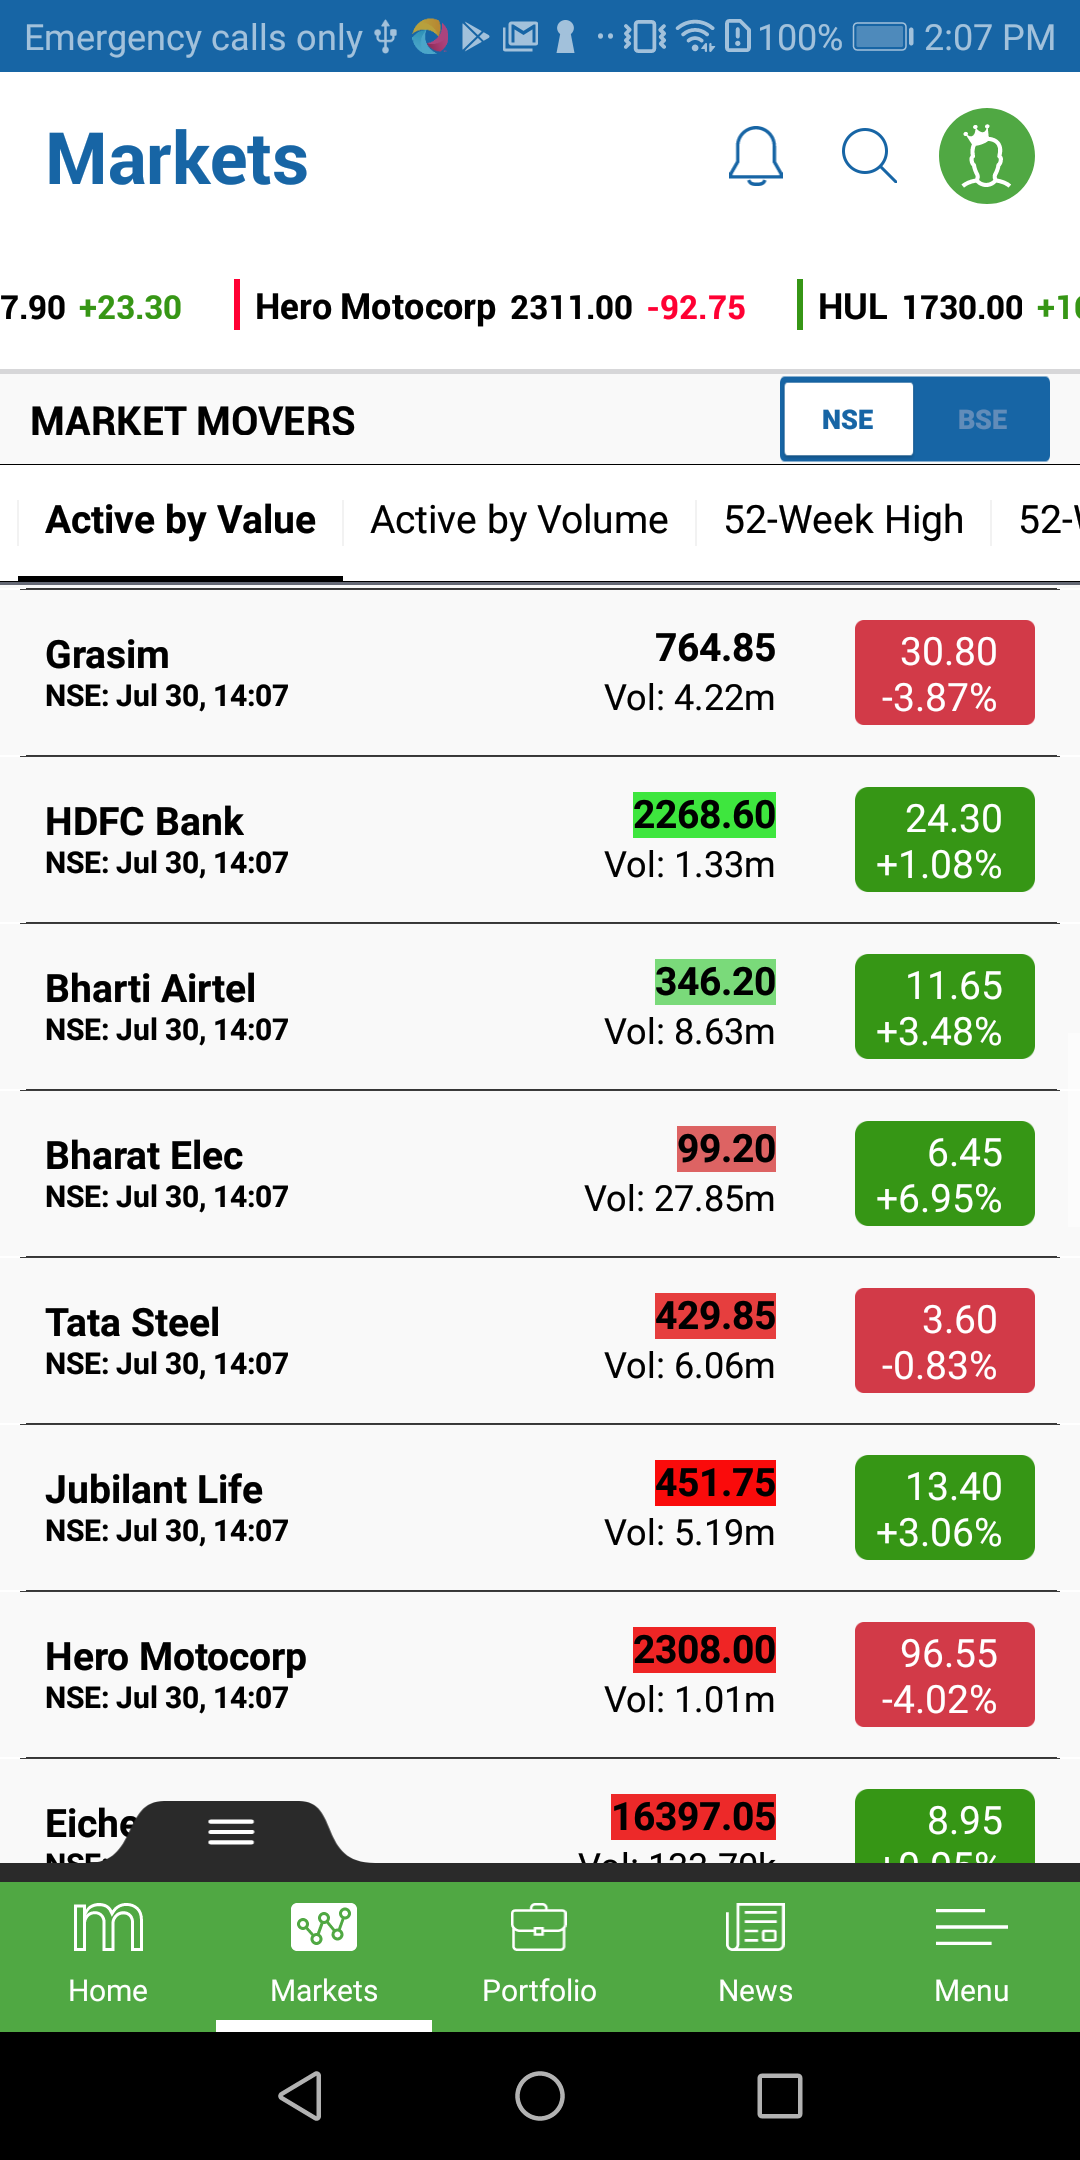 Emergency calls only 100% 2:07 PM
Markets
7.90 +23.30 Hero Motocorp 2311.00 -92.75 HUL 1730.00
MARKET MOVERS NSE BSE
Active by Value Active by Volume 52-Week High
Grasim 764.85 30.80
NSE: Jul 30, 14:07 Vol: 4.22m -3.87%
HDFC Bank 2268.60 24.30
NSE: Jul 30, 14:07 Vol: 1.33m +1.08%
Bharti Airtel 346.20 11.65
NSE: Jul 30, 14:07 Vol: 8.63m +3.48%
Bharat Elec 99.20 6.45
NSE: Jul 30, 14:07 Vol: 27.85m +6.95%
Tata Steel 429.85 3.60
NSE: Jul 30, 14:07 Vol: 6.06m -0.83%
Jubilant Life 451.75 13.40
NSE: Jul 30, 14:07 Vol: 5.19m +3.06%
Hero Motocorp 2308.00 96.55
NSE: Jul 30, 14:07 Vol: 1.01m -4.02%
Eiche 16397.05 8.95
Home Markets Portfolio News Menu